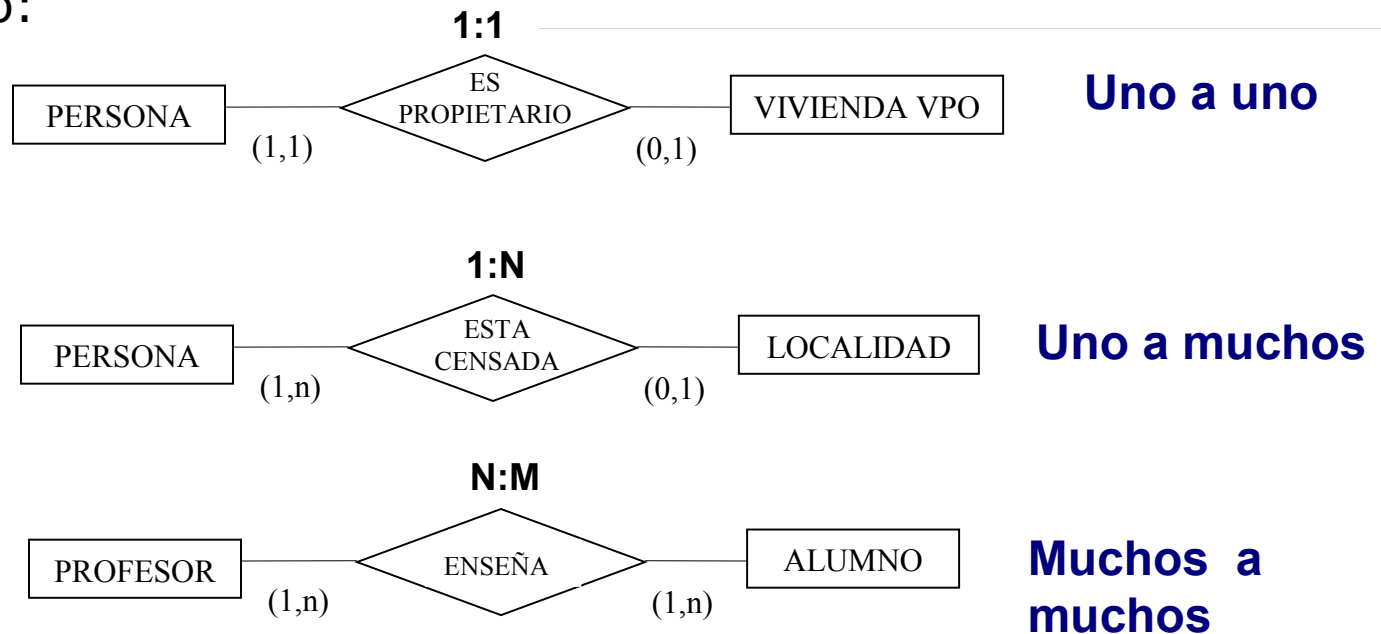 o:
1:1
ES
PROPIETARIO
PERSONA
VIVIENDA VPO
Uno a uno
(1,1)
(0,1)
1:N
ESTA
CENSADA
PERSONA
LOCALIDAD
Uno a muchos
(1,n)
(0,1)
N:M
PROFESOR
ENSEÑA
ALUMNO
Muchos a
muchos
(1,n)
(1,n)